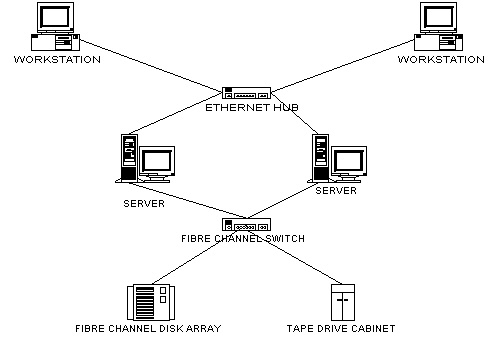 WORKSTATION
WORKSTATION
ETHERNET HUB
SERVER
SERVER
FIBRE CHANNEL SWITCH
FIBRE CHANNEL DISK ARRAY
TAPE DRIVE CABINET